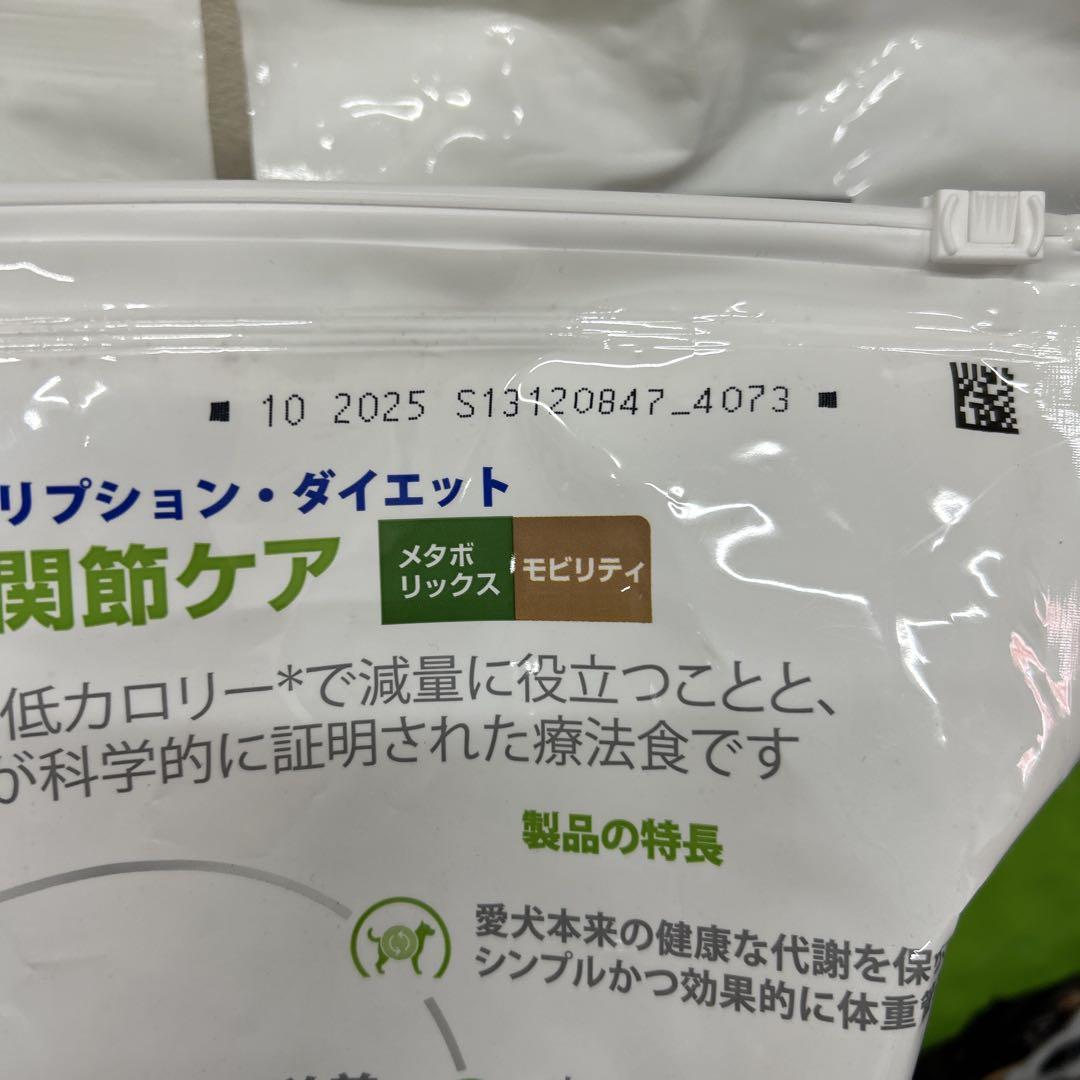 10 2025 S13120847_4073
リプション・ダイエット
関節ケア
メタボ
リックス
モビリティ
低カロリー*で減量に役立つことと、
が科学的に証明された療法食です
製品の特長
愛犬本来の健康な代謝を保
シンプルかつ効果的に体重